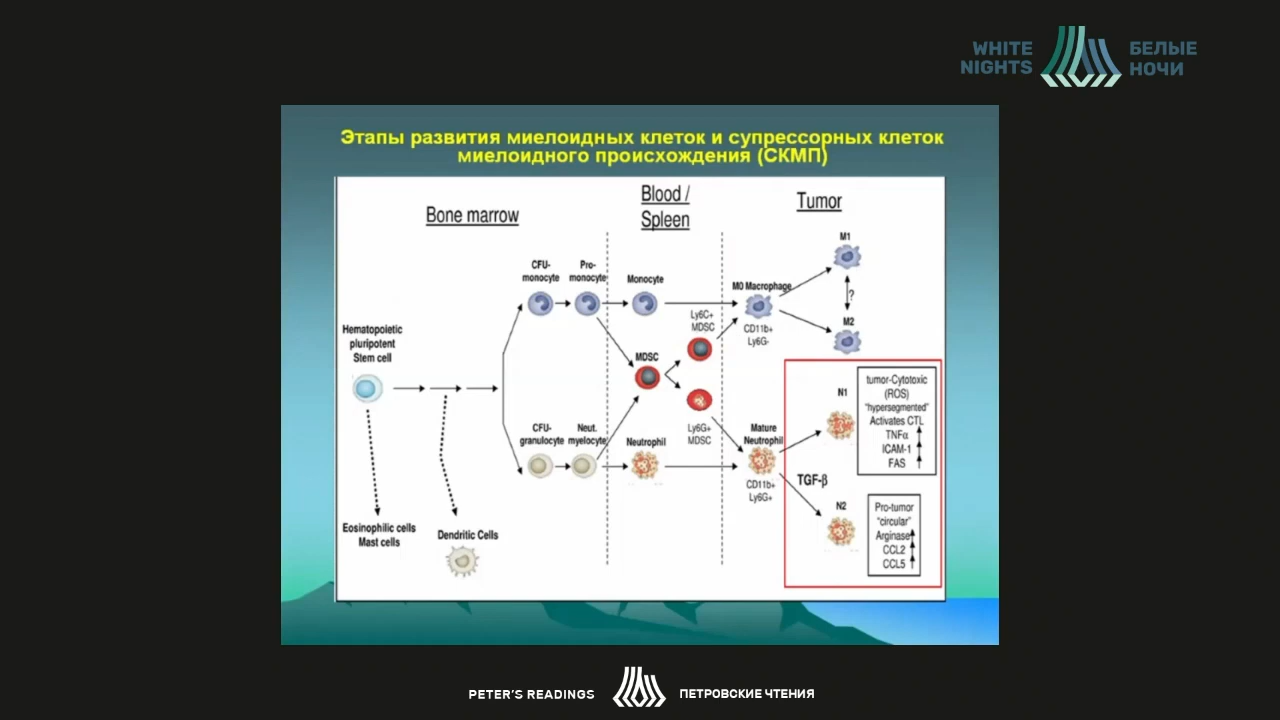 WHITE
NIGHTS
БЕЛЫЕ
НОЧИ
Этапы развития миелоидных клеток и супрессорных клеток
миелоидного происхождения (СКМП)
Bone marrow
Blood /
Spleen
Tumor
Hematopoietic
pluripotent
Stem cell
Eosinophilic cells
Mast cells
Dendritic Cells
CFU-
monocyte
Pro-
monocyte
Monocyte
CFU-
granulocyte
Neut.
myelocyte
Neutrophil
MDSC
Ly6C+
MDSC
Ly6G+
MDSC
M0 Macrophage
CD11b+
Ly6G-
M1
?
M2
Mature
Neutrophil
CD11b+
Ly6G+
TGF-β
N1
tumor-Cytotoxic
(ROS)
"hypersegmented"
Activates CTL
TNFα
ICAM-1
FAS
N2
Pro-tumor
"circular"
Arginase
CCL2
CCL5
PETER'S READINGS
ПЕТРОВСКИЕ ЧТЕНИЯ